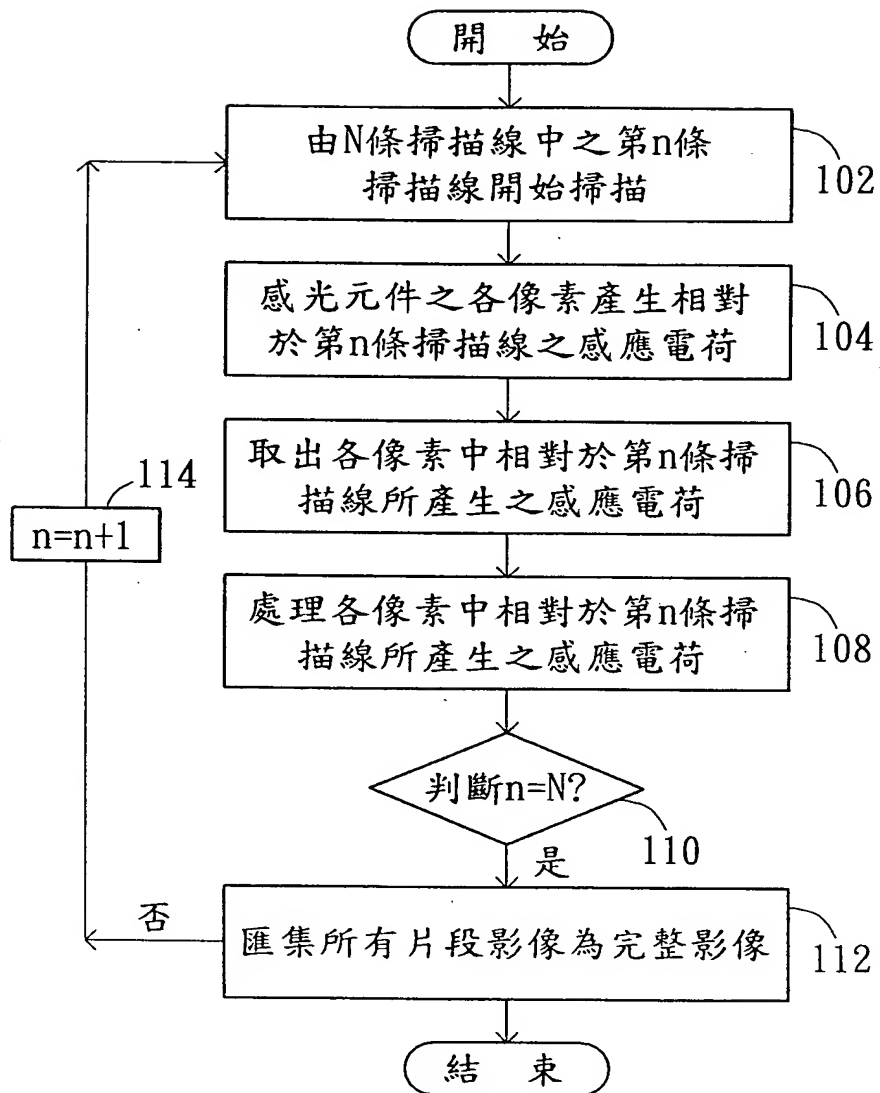 開 始
由N條掃描線中之第n條
掃描線開始掃描
102
感光元件之各像素產生相對
於第n條掃描線之感應電荷
104
取出各像素中相對於第n條掃
描線所產生之感應電荷
106
114
n=n+1
處理各像素中相對於第n條掃
描線所產生之感應電荷
108
判斷n=N?
110
是
否
匯集所有片段影像為完整影像
112
結 束